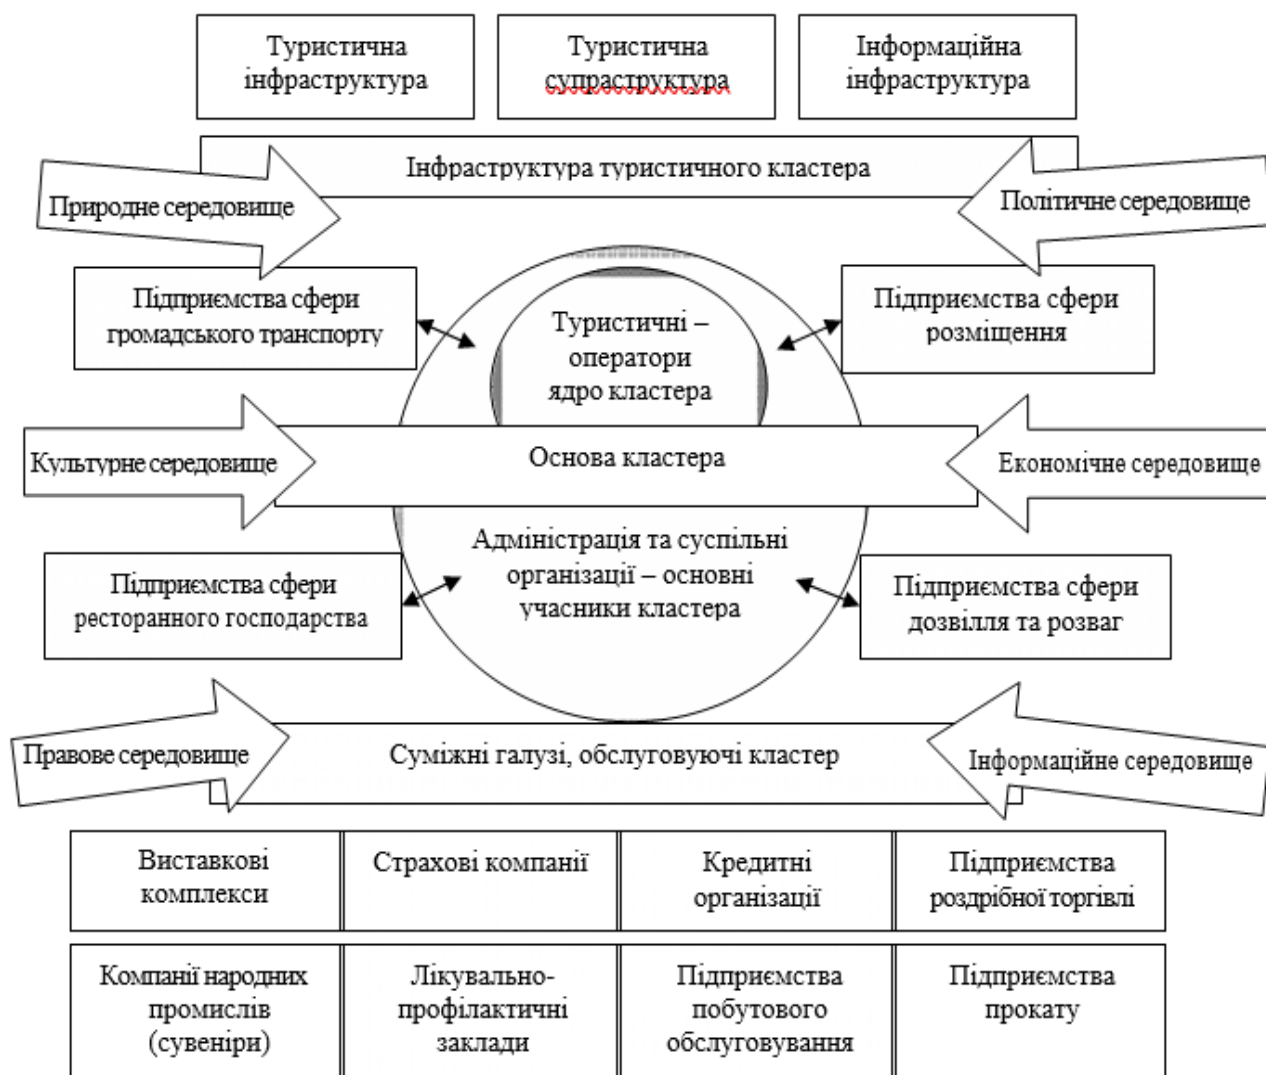 Туристична
інфраструктура
Туристична
супраструктура
Інформаційна
інфраструктура
Інфраструктура туристичного кластера
Природне середовище
Політичне середовище
Підприємства сфери
громадського транспорту
Туристичні –
оператори
ядро кластера
Підприємства сфери
розміщення
Культурне середовище
Основа кластера
Економічне середовище
Підприємства сфери
ресторанного господарства
Адміністрація та суспільні
організації – основні
учасники кластера
Підприємства сфери
дозвілля та розваг
Правове середовище
Суміжні галузі, обслуговуючі кластер
Інформаційне середовище
Виставкові
комплекси
Страхові компанії
Кредитні
організації
Підприємства
роздрібної торгівлі
Компанії народних
промислів
(сувеніри)
Лікувально-
профілактичні
заклади
Підприємства
побутового
обслуговування
Підприємства
прокату